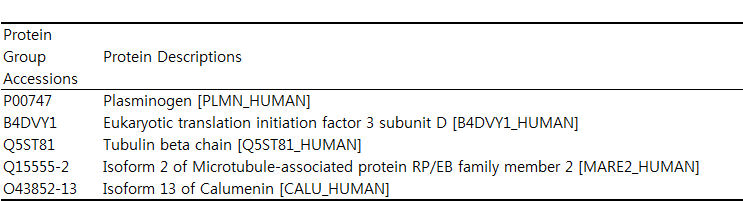 Protein
Group Protein Descriptions
Accessions
P00747 Plasminogen [PLMN_HUMAN]
B4DVY1 Eukaryotic translation initiation factor 3 subunit D [B4DVY1_HUMAN]
Q5ST81 Tubulin beta chain [Q5ST81_HUMAN]
Q15555-2 Isoform 2 of Microtubule-associated protein RP/EB family member 2 [MARE2_HUMAN]
O43852-13 Isoform 13 of Calumenin [CALU_HUMAN]